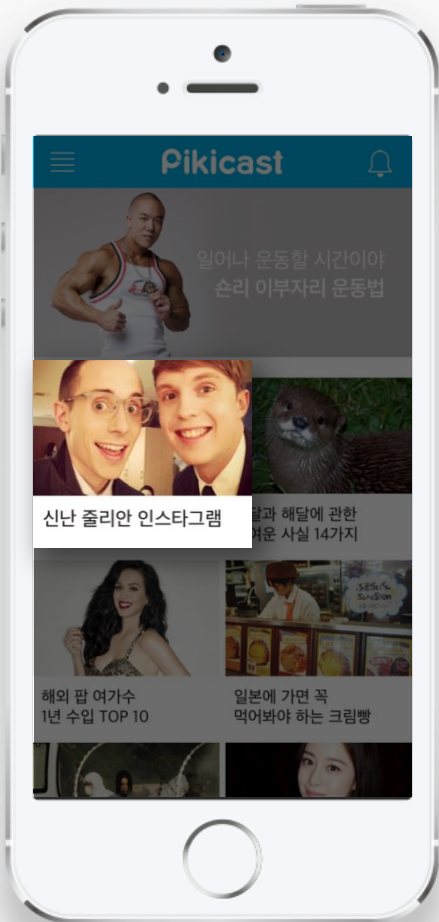 Pikicast
일어나 운동할 시간이야
숀리 이부자리 운동법
신난 줄리안 인스타그램
달과 해달에 관한
여운 사실 14가지
해외 팝 여가수
1년 수입 TOP 10
일본에 가면 꼭
먹어봐야 하는 크림빵